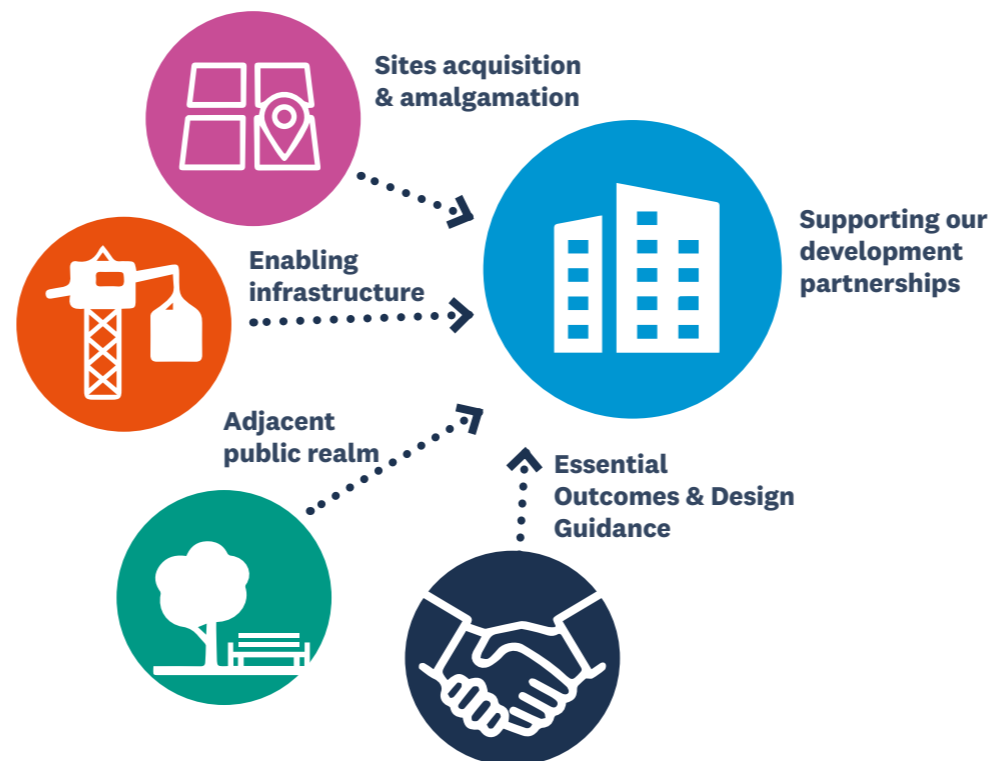 Sites acquisition
& amalgamation
Supporting our
development
partnerships
Enabling
infrastructure
Adjacent
public realm
Essential
Outcomes & Design
Guidance